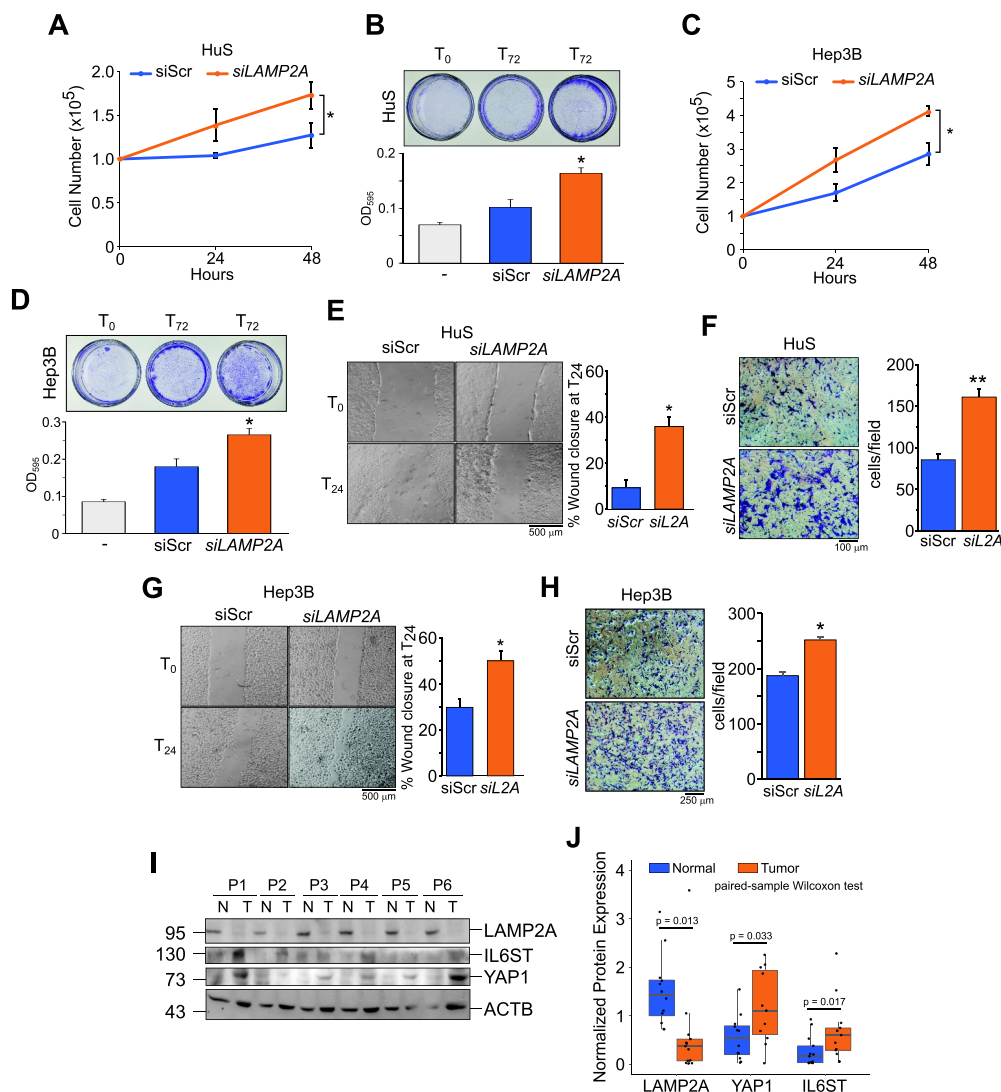 A
HuS
siScr siLAMP2A
Cell Number (x10^5)
2.0
1.5
1.0
0.5
0
0 24 48
Hours
*
B
T0 T72 T72
HuS
OD595
0.2
0.1
0
*
- siScr siLAMP2A
C
Hep3B
siScr siLAMP2A
Cell Number (x10^5)
5
4
3
2
1
0
0 24 48
Hours
*
D
T0 T72 T72
Hep3B
OD595
0.3
0.2
0.1
0
*
- siScr siLAMP2A
E
HuS
siScr siLAMP2A
T0
T24
500 μm
% Wound closure at T24
60
40
20
0
*
siScr siL2A
F
HuS
siScr
siLAMP2A
100 μm
cells/field
200
150
100
50
0
**
siScr siL2A
G
Hep3B
siScr siLAMP2A
T0
T24
500 μm
% Wound closure at T24
60
40
20
0
*
siScr siL2A
H
Hep3B
siScr
siLAMP2A
250 μm
cells/field
300
200
100
0
*
siScr siL2A
I
P1 P2 P3 P4 P5 P6
N T N T N T N T N T N T
95 LAMP2A
130 IL6ST
73 YAP1
43 ACTB
J
Normal Tumor
paired-sample Wilcoxon test
Normalized Protein Expression
4
3
2
1
0
p = 0.013
p = 0.033
p = 0.017
LAMP2A YAP1 IL6ST